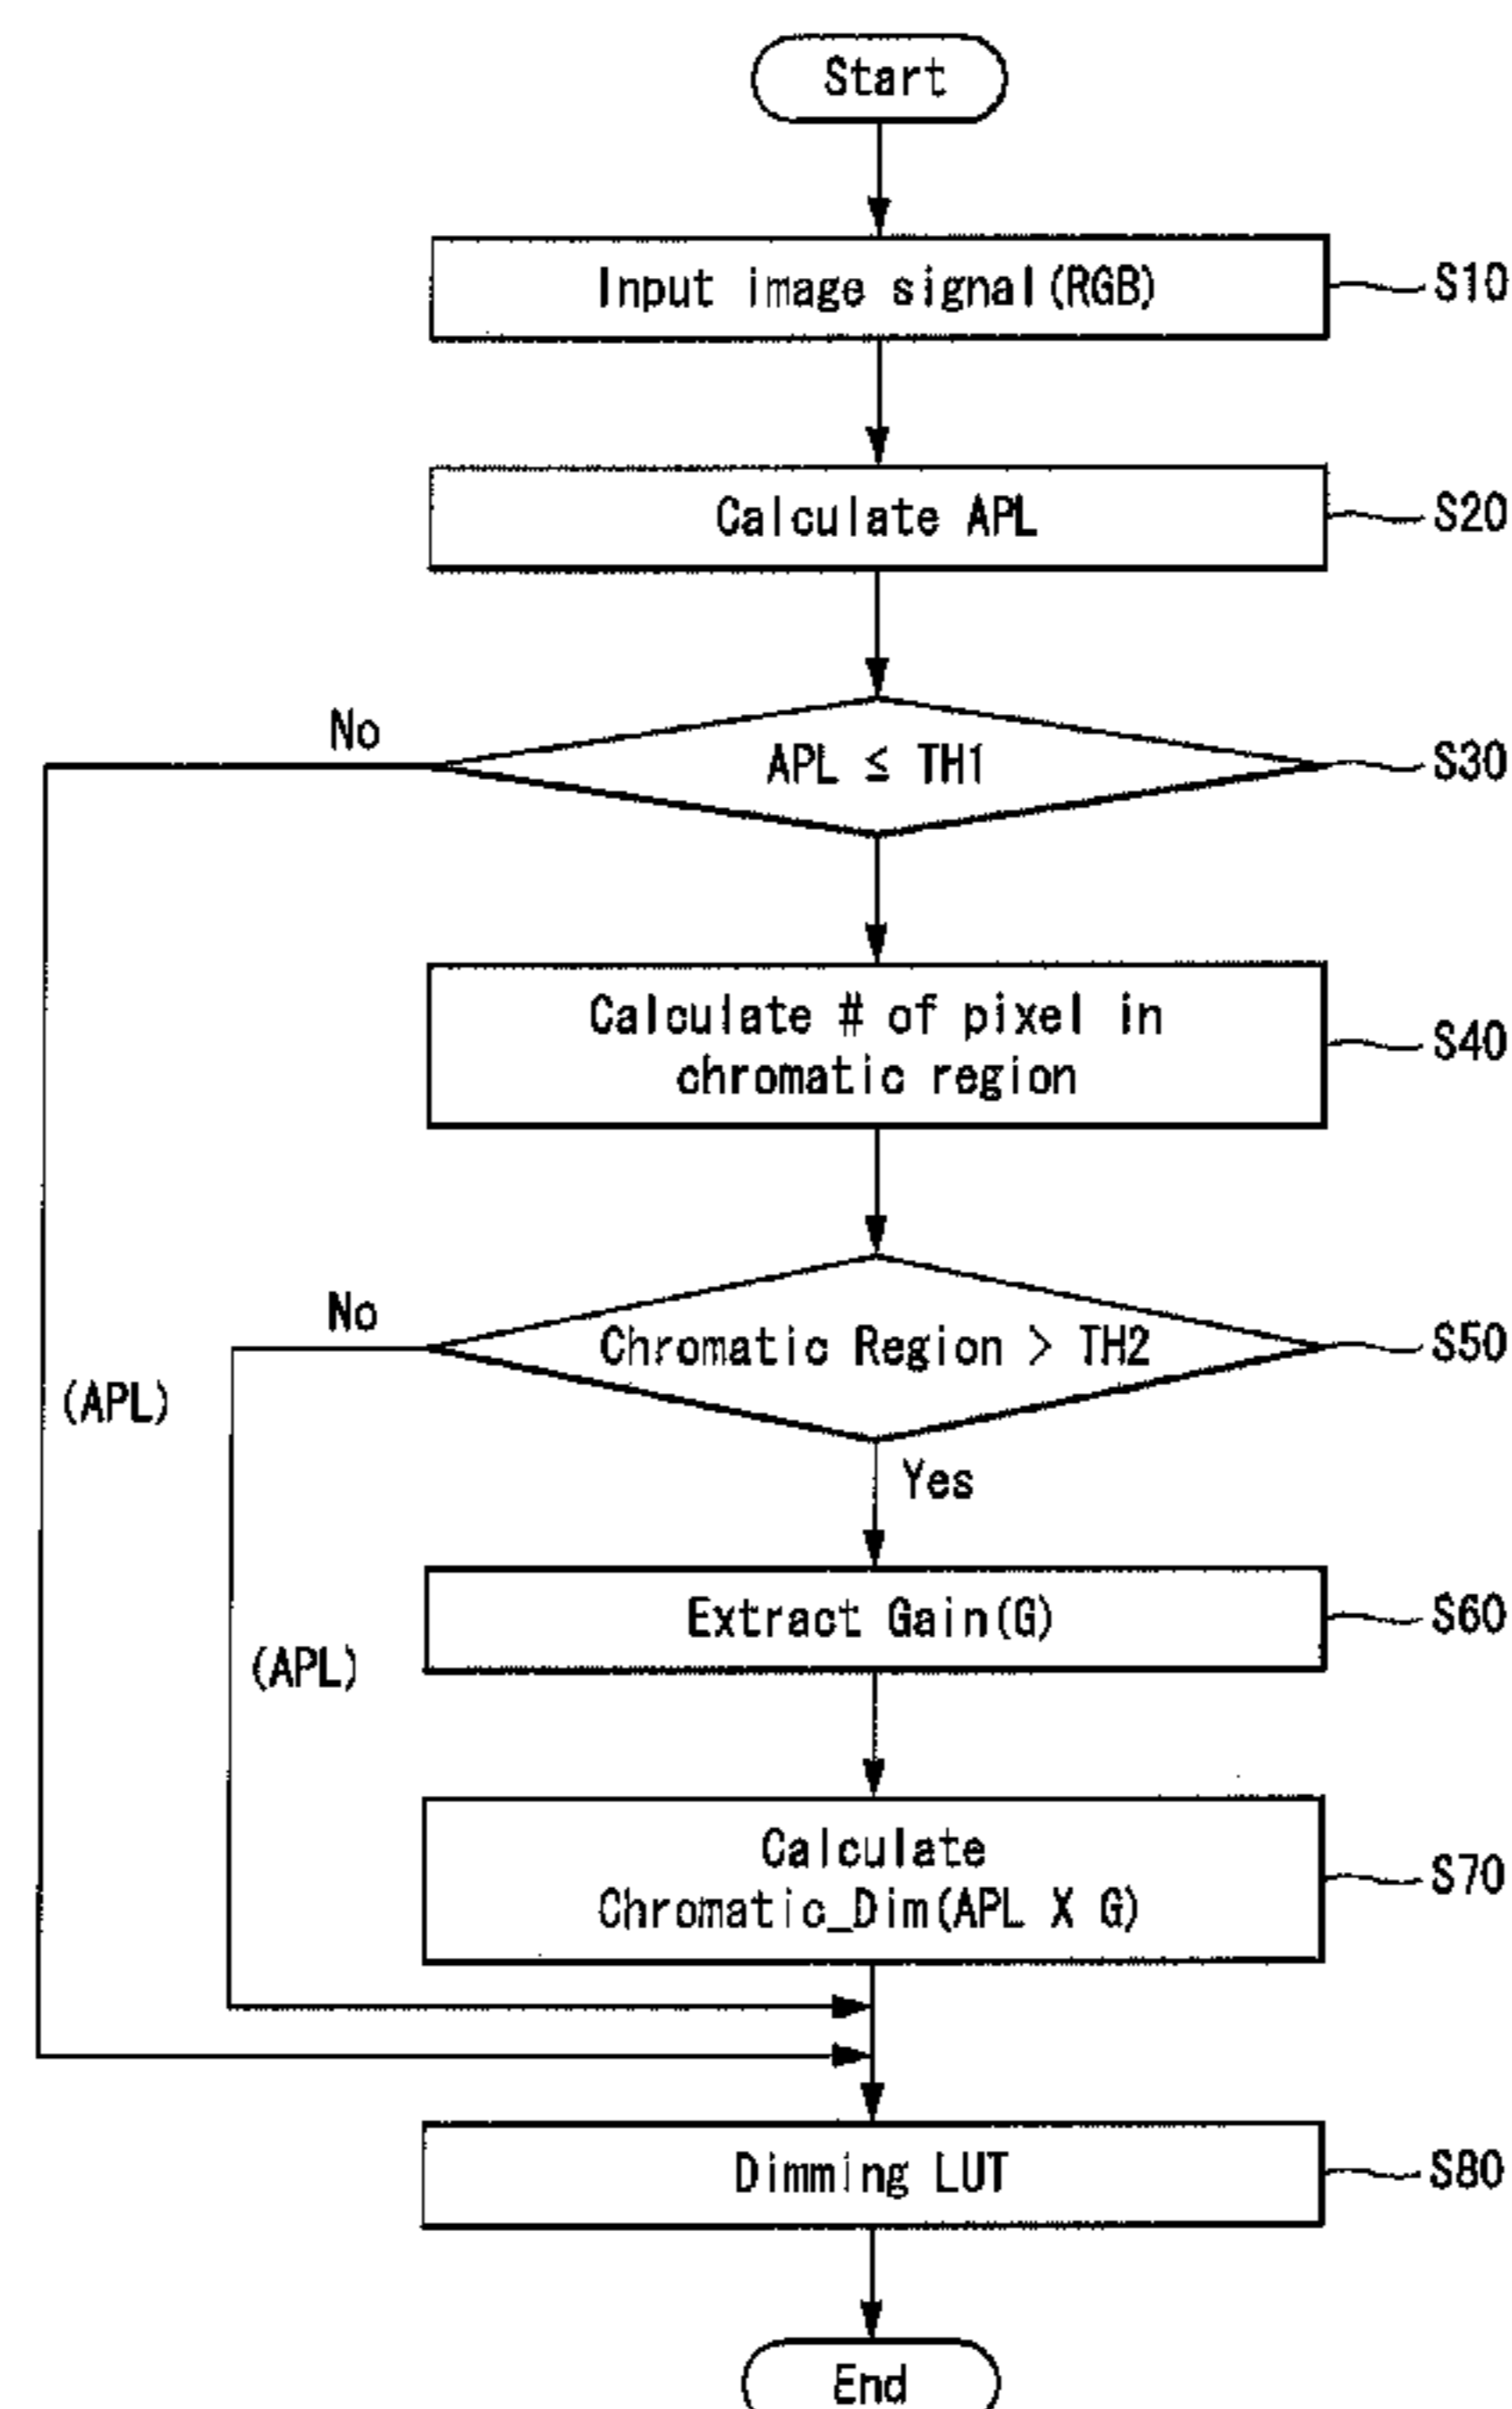 Start
Input image signal(RGB)
S10
Calculate APL
S20
No
APL ≤ TH1
S30
Calculate # of pixel in
chromatic region
S40
No
Chromatic Region > TH2
S50
(APL)
Yes
Extract Gain(G)
S60
(APL)
Calculate
Chromatic_Dim(APL X G)
S70
Dimming LUT
S80
End